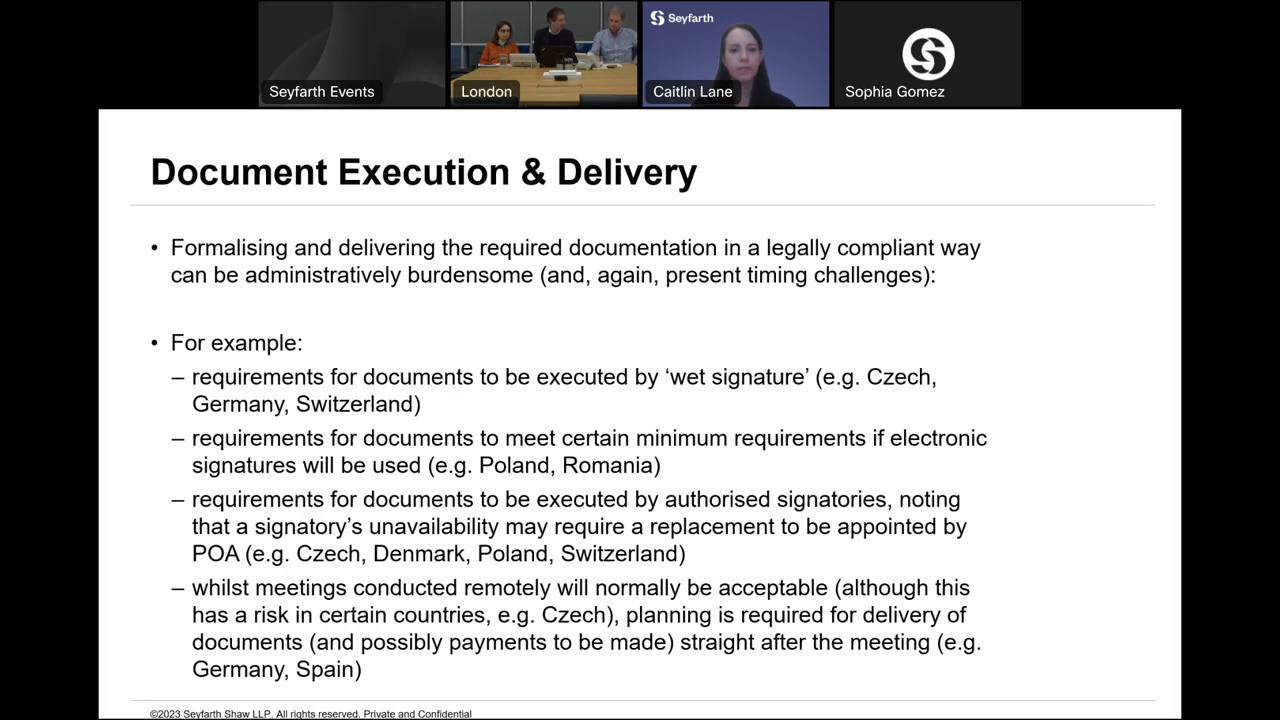 Seyfarth
Seyfarth Events
London
Caitlin Lane
Sophia Gomez
Document Execution & Delivery
• Formalising and delivering the required documentation in a legally compliant way
can be administratively burdensome (and, again, present timing challenges):
• For example:
– requirements for documents to be executed by ‘wet signature’ (e.g. Czech,
Germany, Switzerland)
– requirements for documents to meet certain minimum requirements if electronic
signatures will be used (e.g. Poland, Romania)
– requirements for documents to be executed by authorised signatories, noting
that a signatory’s unavailability may require a replacement to be appointed by
POA (e.g. Czech, Denmark, Poland, Switzerland)
– whilst meetings conducted remotely will normally be acceptable (although this
has a risk in certain countries, e.g. Czech), planning is required for delivery of
documents (and possibly payments to be made) straight after the meeting (e.g.
Germany, Spain)
©2023 Seyfarth Shaw LLP. All rights reserved. Private and Confidential